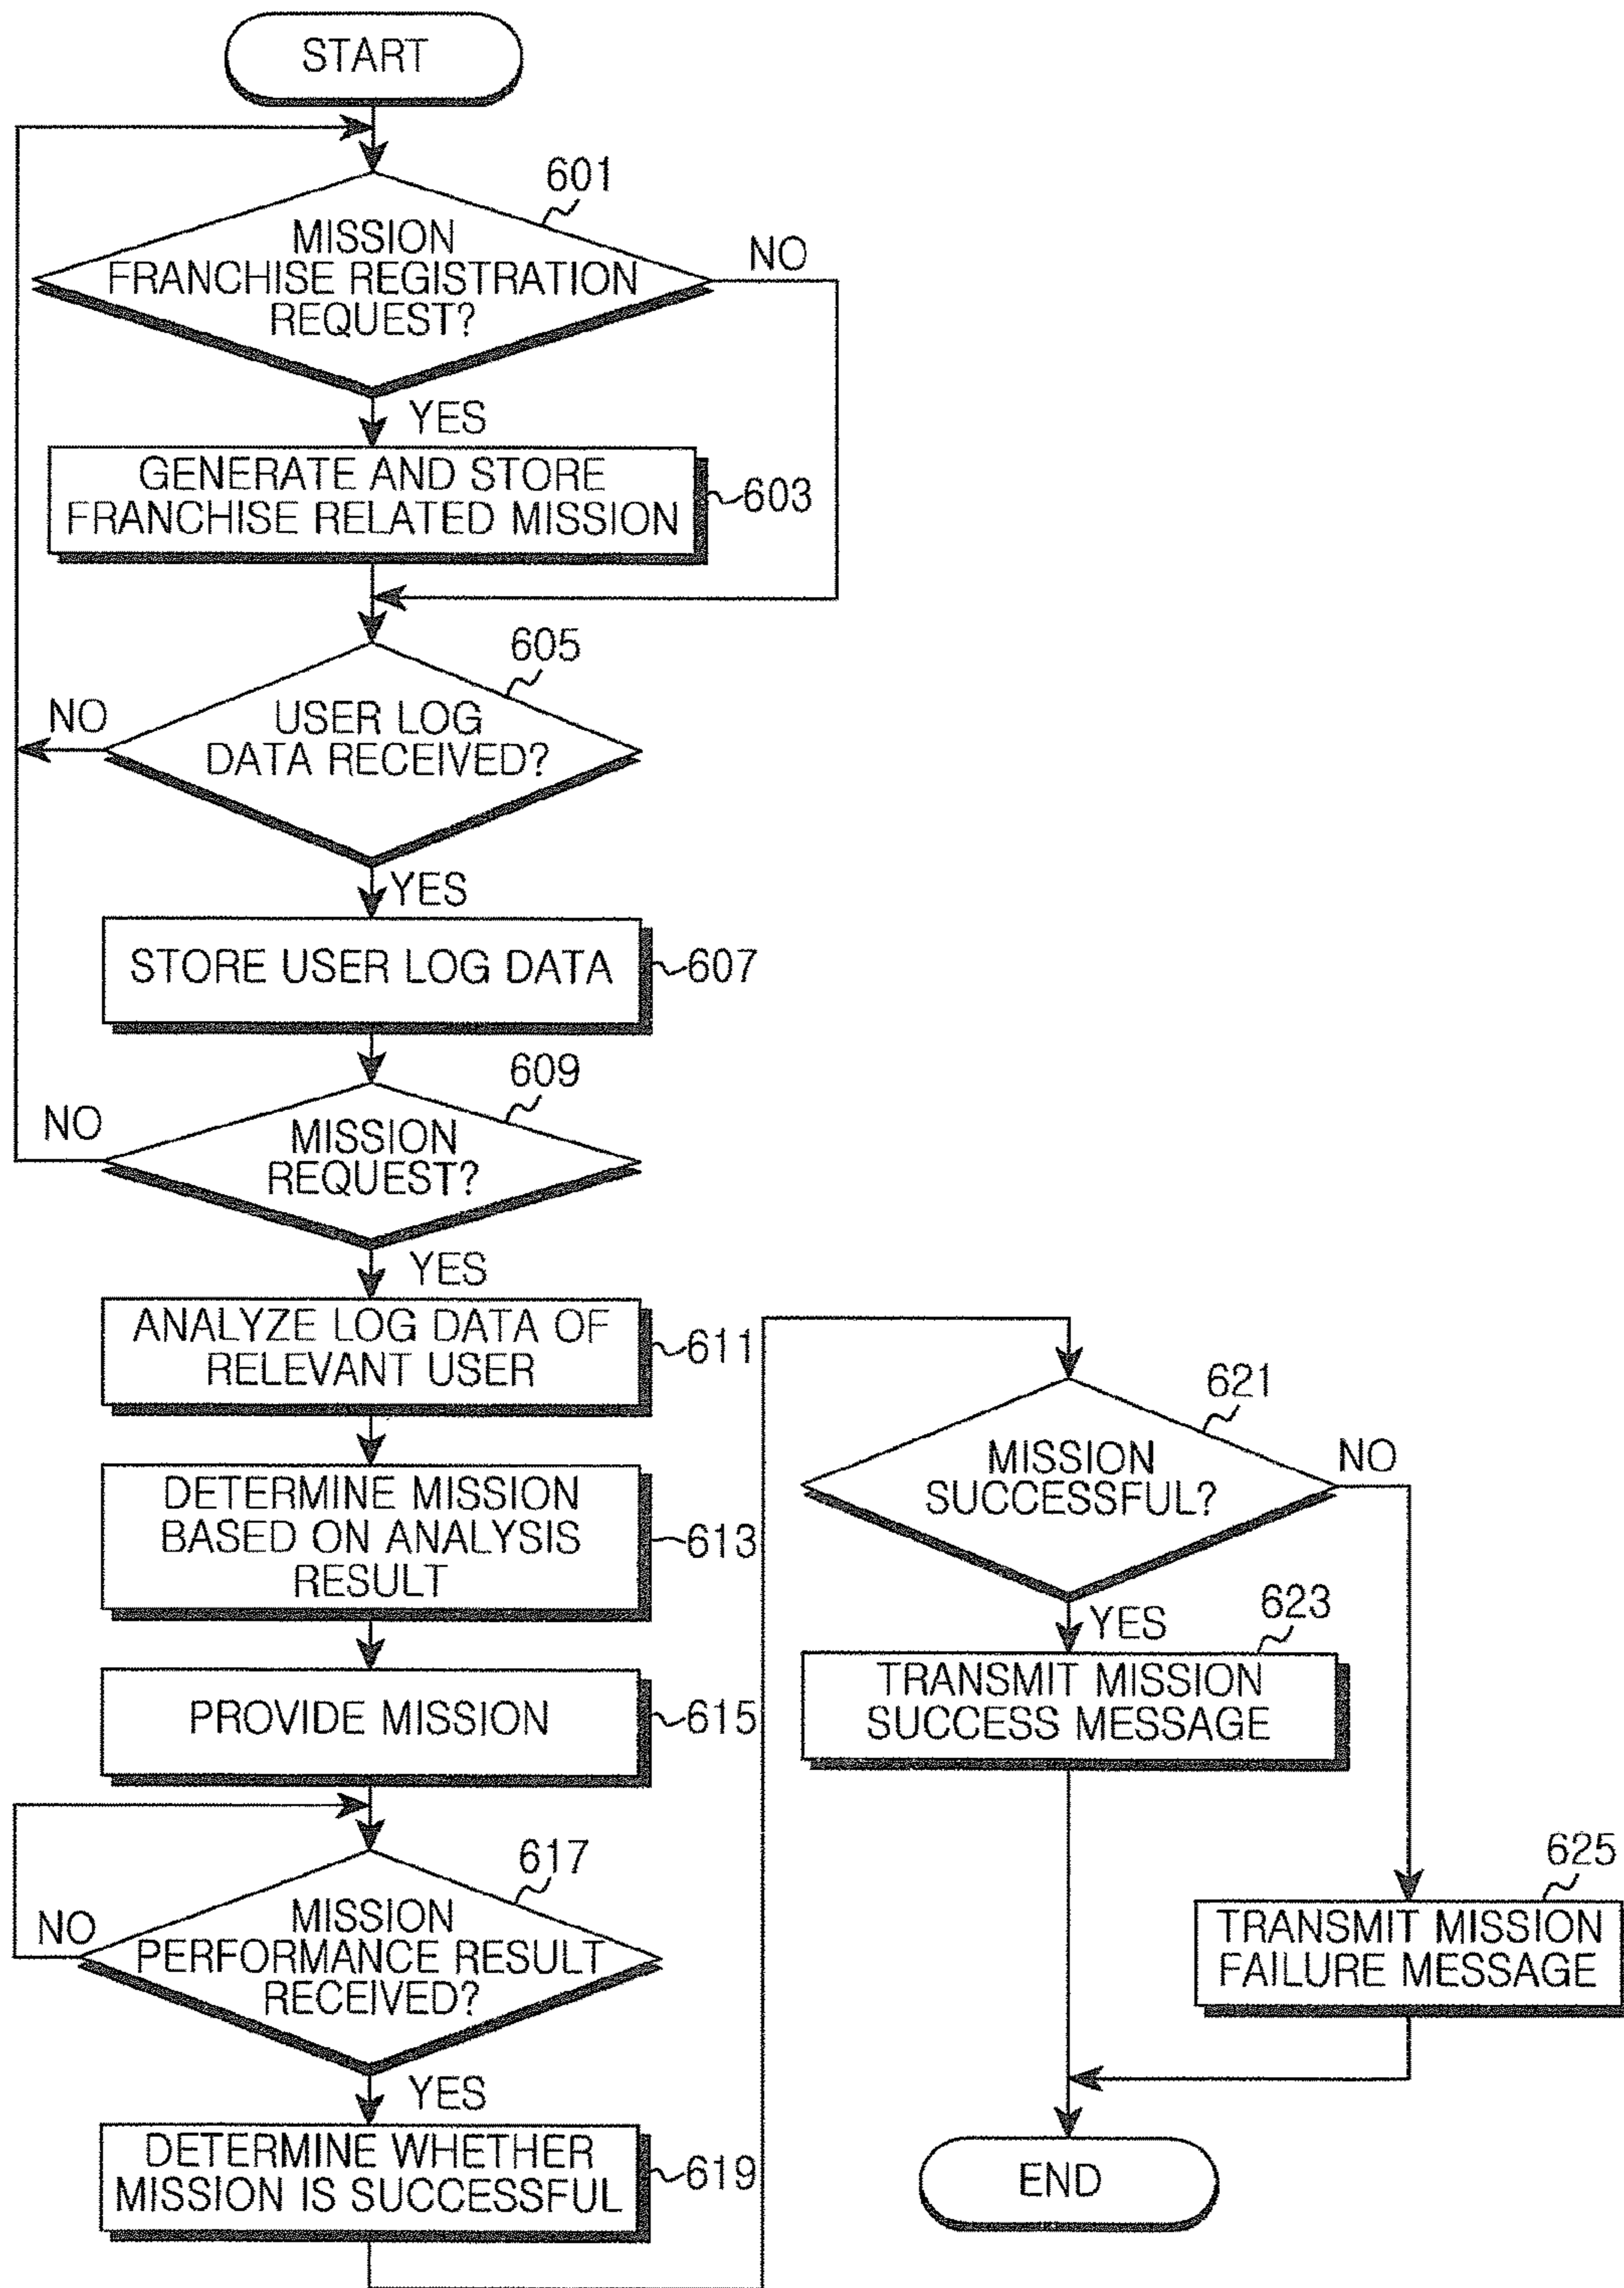 START
601
MISSION
FRANCHISE REGISTRATION
REQUEST?
NO
YES
GENERATE AND STORE
FRANCHISE RELATED MISSION
603
605
USER LOG
DATA RECEIVED?
NO
YES
STORE USER LOG DATA
607
609
MISSION
REQUEST?
NO
YES
ANALYZE LOG DATA OF
RELEVANT USER
611
DETERMINE MISSION
BASED ON ANALYSIS
RESULT
613
PROVIDE MISSION
615
617
MISSION
PERFORMANCE RESULT
RECEIVED?
NO
YES
DETERMINE WHETHER
MISSION IS SUCCESSFUL
619
621
MISSION
SUCCESSFUL?
NO
YES
623
TRANSMIT MISSION
SUCCESS MESSAGE
625
TRANSMIT MISSION
FAILURE MESSAGE
END